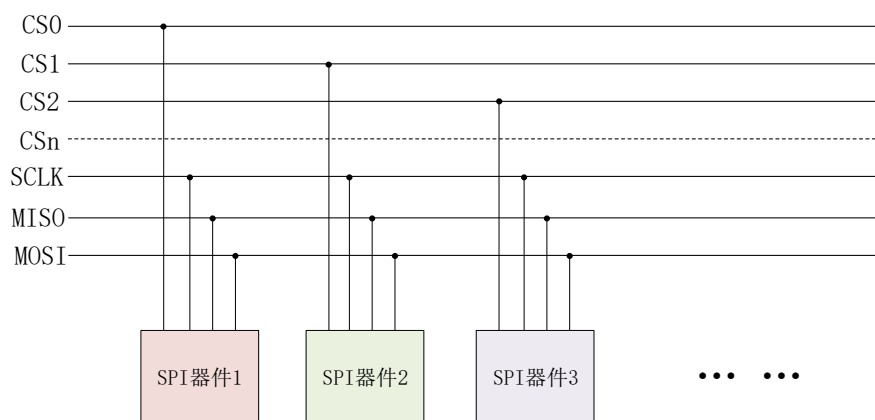 CS0
CS1
CS2
CSn
SCLK
MISO
MOSI
SPI器件1 SPI器件2 SPI器件3 ••• •••